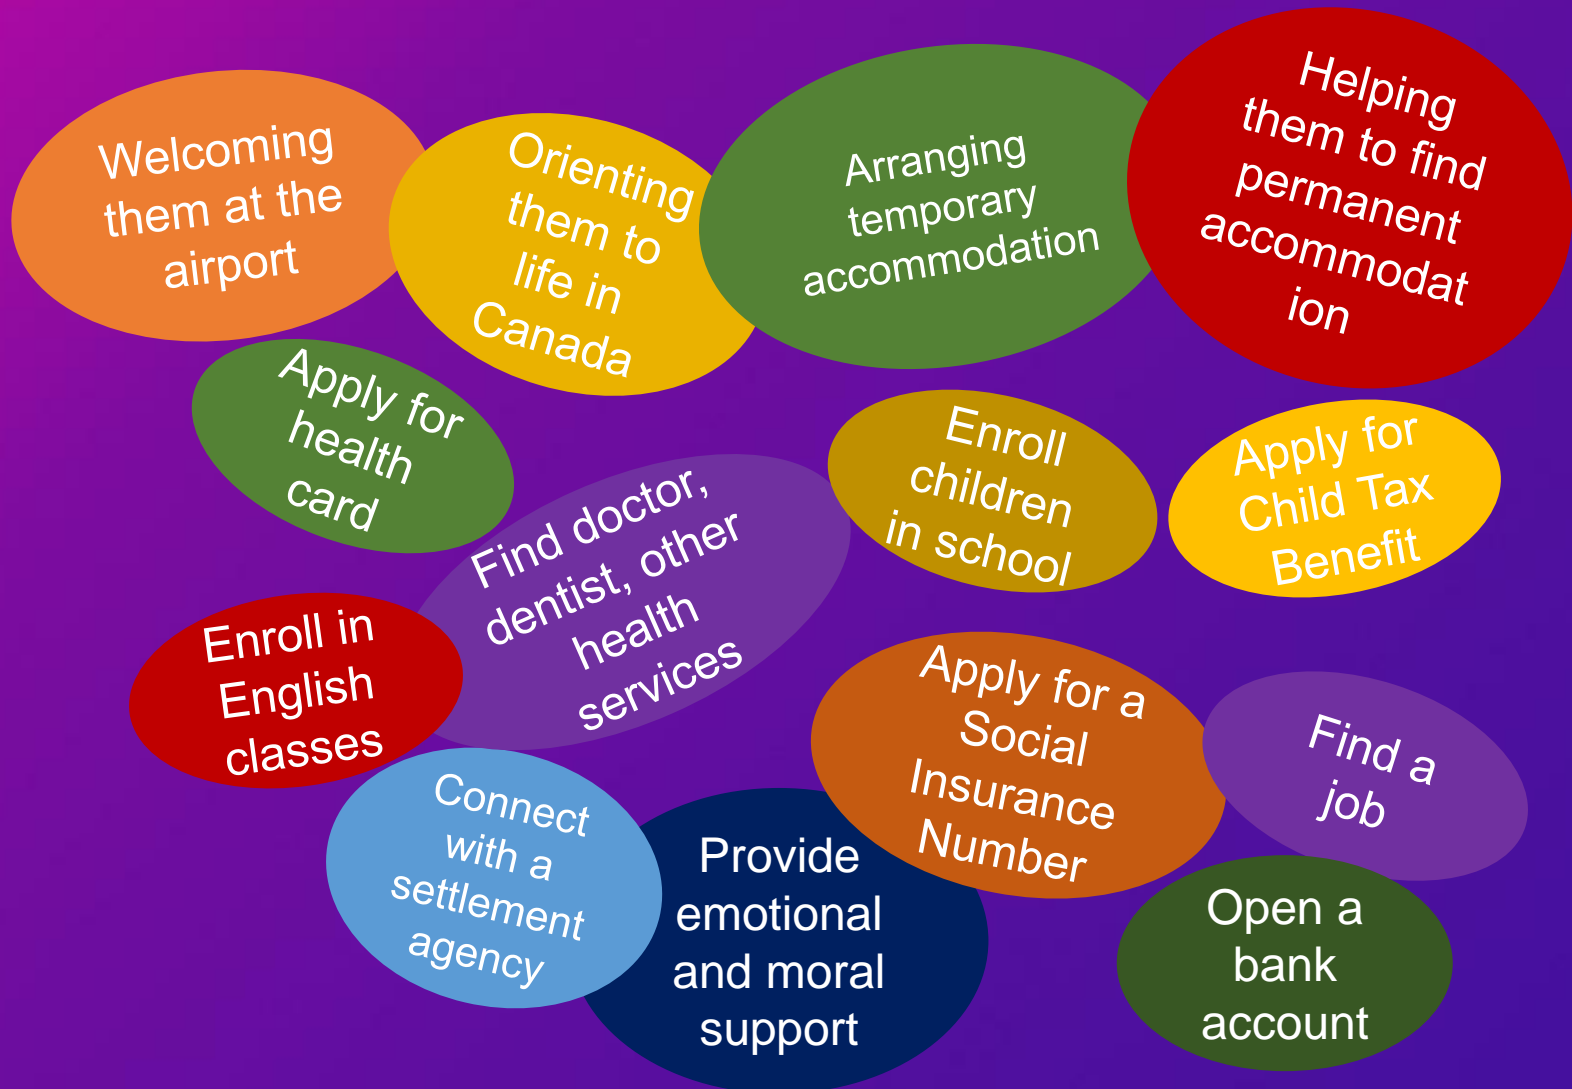 Welcoming
them at the
airport
Orienting
them to
life in
Canada
Arranging
temporary
accommodation
Helping
them to find
permanent
accommodat
ion
Apply for
health
card
Find doctor,
dentist, other
health
services
Enroll
children
in school
Apply for
Child Tax
Benefit
Enroll in
English
classes
Connect
with a
settlement
agency
Provide
emotional
and moral
support
Apply for a
Social
Insurance
Number
Find a
job
Open a
bank
account